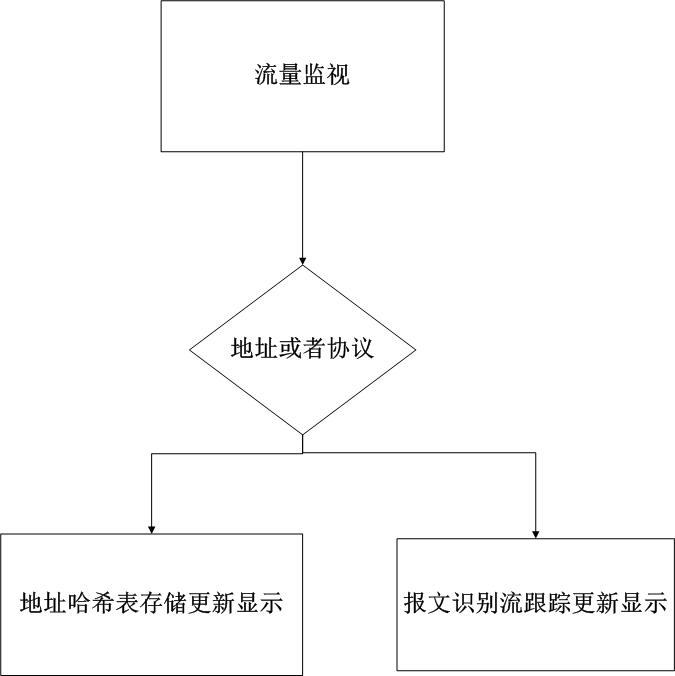 流量监视
地址或者协议
地址哈希表存储更新显示
报文识别流跟踪更新显示